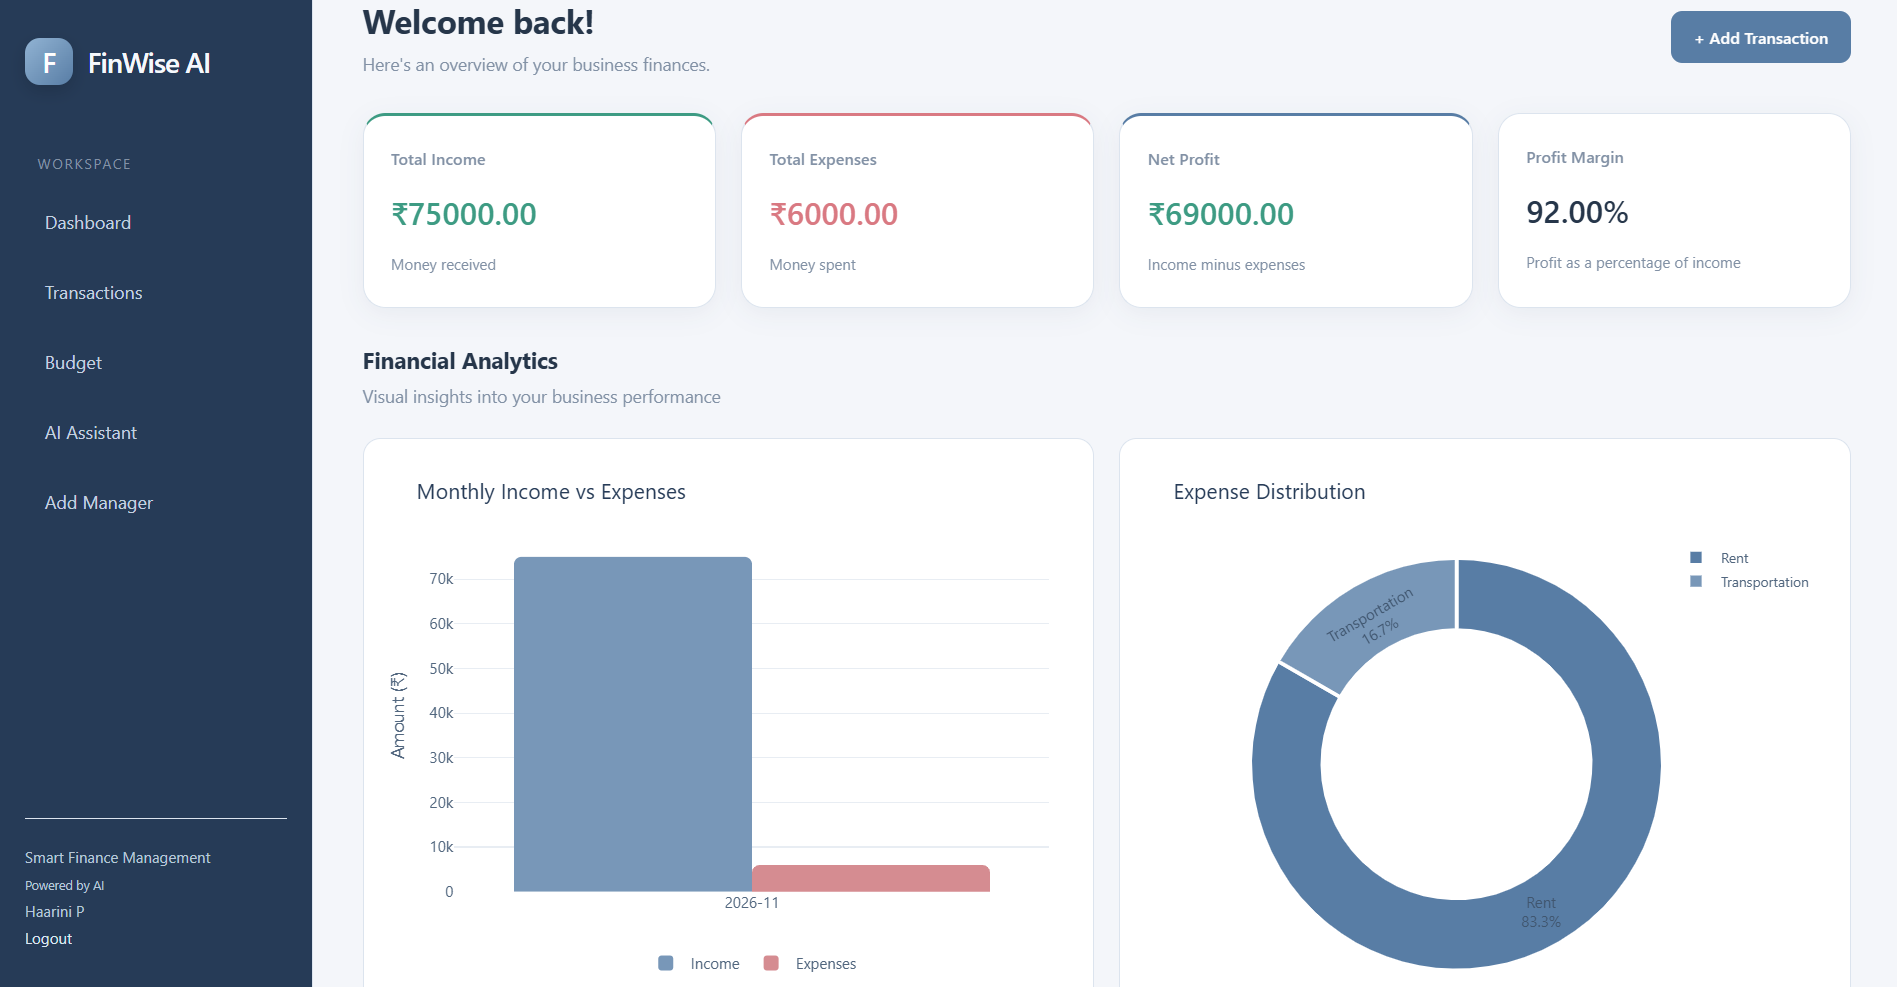 F
FinWise AI
WORKSPACE
Dashboard
Transactions
Budget
AI Assistant
Add Manager
Smart Finance Management
Powered by AI
Haarini P
Logout
Welcome back!
Here's an overview of your business finances.
+ Add Transaction
Total Income
₹75000.00
Money received
Total Expenses
₹6000.00
Money spent
Net Profit
₹69000.00
Income minus expenses
Profit Margin
92.00%
Profit as a percentage of income
Financial Analytics
Visual insights into your business performance
Monthly Income vs Expenses
Amount (₹)
70k
60k
50k
40k
30k
20k
10k
0
2026-11
Income
Expenses
Expense Distribution
Rent
Transportation
Transportation
16.7%
Rent
83.3%